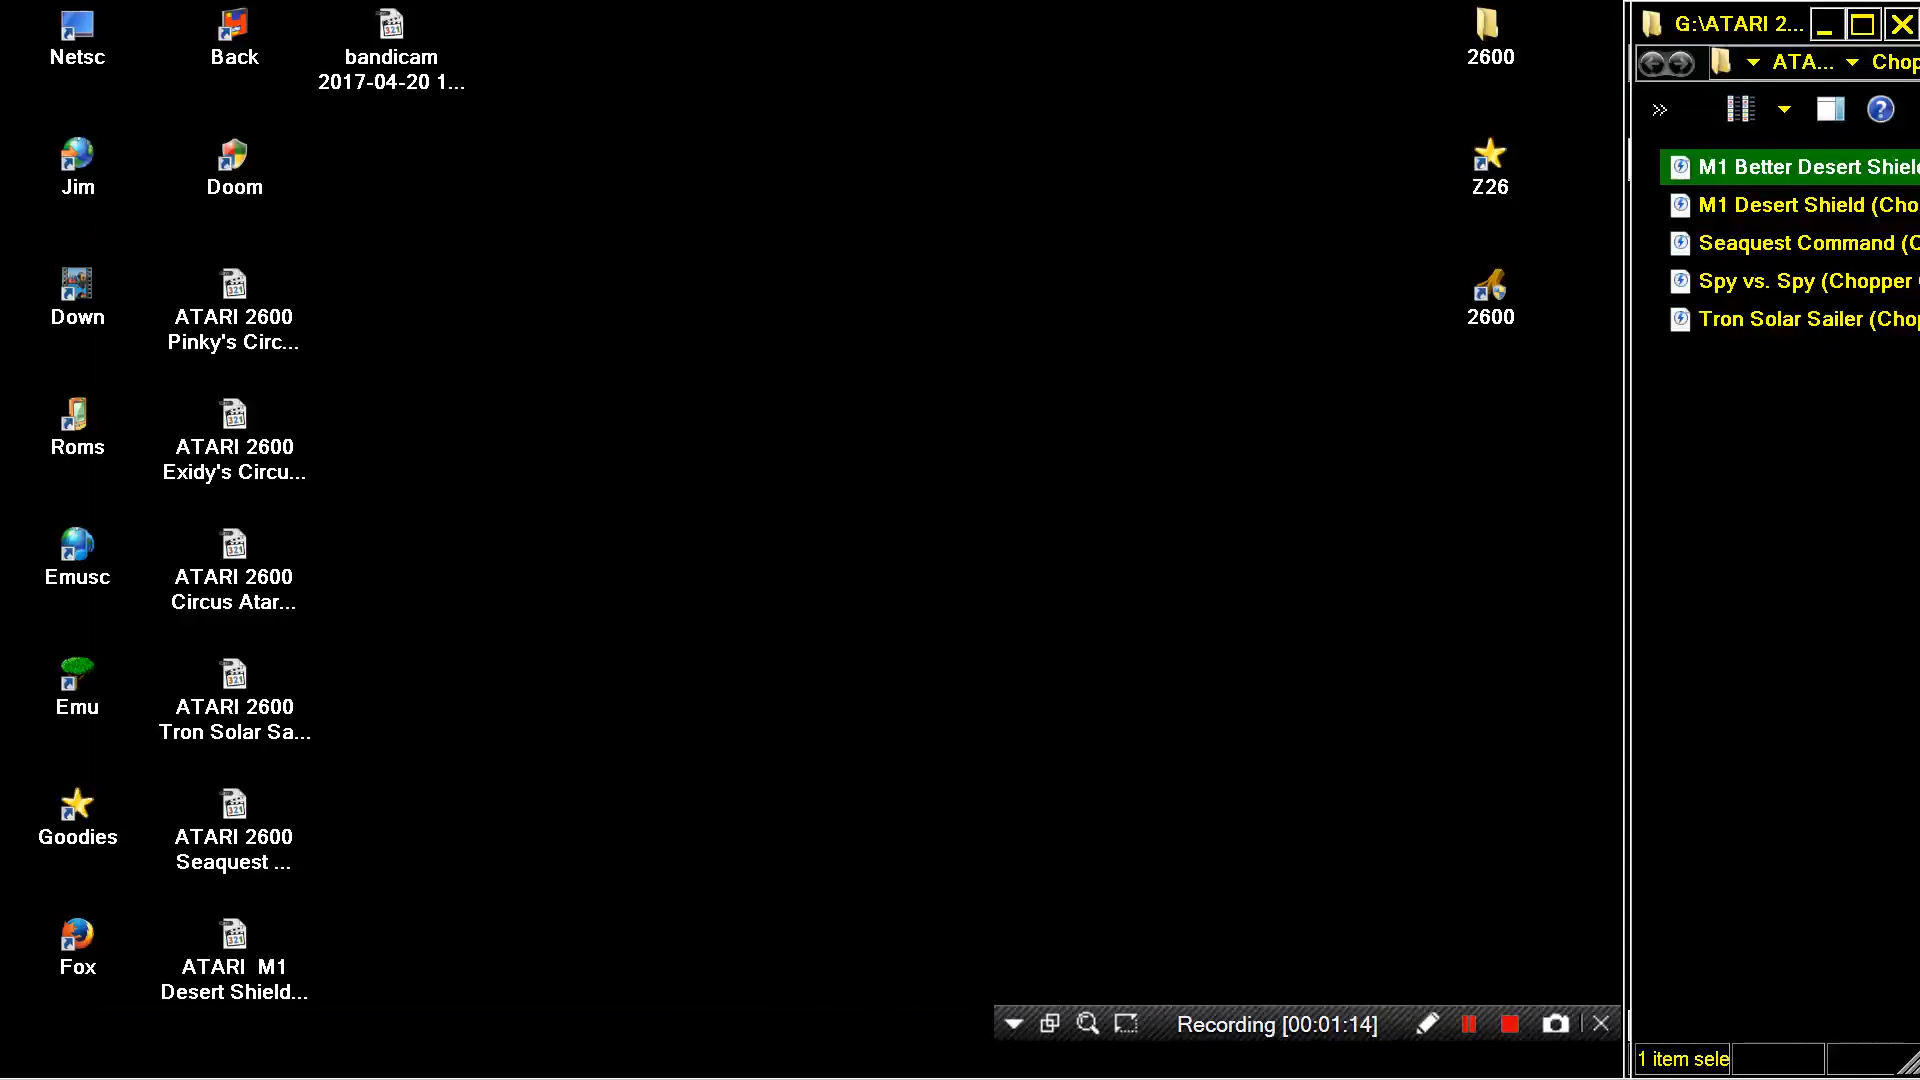 Netsc
Back
bandicam
2017-04-20 1...
Jim
Doom
Down
ATARI 2600
Pinky's Circ...
Roms
ATARI 2600
Exidy's Circu...
Emusc
ATARI 2600
Circus Atar...
Emu
ATARI 2600
Tron Solar Sa...
Goodies
ATARI 2600
Seaquest ...
Fox
ATARI  M1
Desert Shield...
2600
Z26
2600
G:\ATARI 2...
ATA...
Chop
»
M1 Better Desert Shield
M1 Desert Shield (Cho
Seaquest Command (C
Spy vs. Spy (Chopper
Tron Solar Sailer (Chop
Recording [00:01:14]
1 item sele